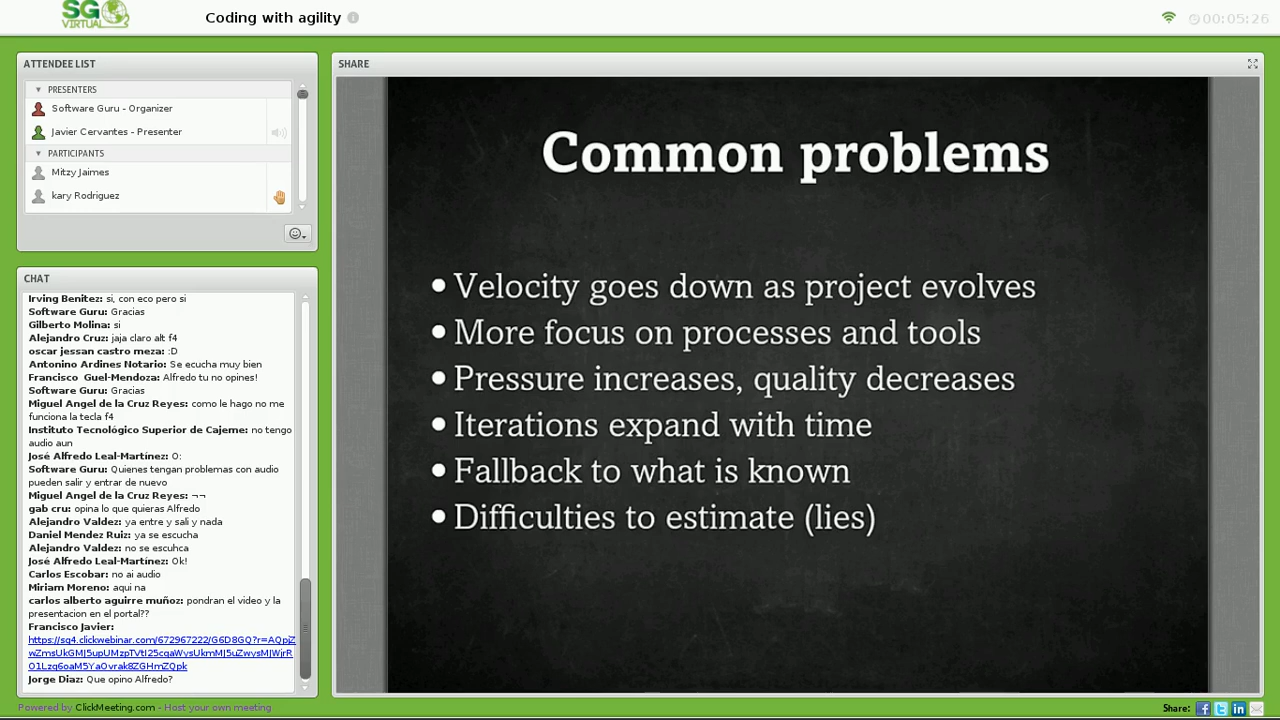 SG
VIRTUAL
Coding with agility
00:05:26
ATTENDEE LIST
PRESENTERS
Software Guru - Organizer
Javier Cervantes - Presenter
PARTICIPANTS
Mitzy Jaimes
kary Rodriguez
CHAT
Irving Benitez: si, con eco pero si
Software Guru: Gracias
Gilberto Molina: si
Alejandro Cruz: jaja claro alt f4
oscar jessan castro meza: :D
Antonino Ardines Notario: Se ecucha muy bien
Francisco Guel-Mendoza: Alfredo tu no opines!
Software Guru: Gracias
Miguel Angel de la Cruz Reyes: como le hago no me
funciona la tecla f4
Instituto Tecnológico Superior de Cajeme: no tengo
audio aun
José Alfredo Leal-Martínez: O:
Software Guru: Quienes tengan problemas con audio
pueden salir y entrar de nuevo
Miguel Angel de la Cruz Reyes: ¬¬
gab cru: opina lo que quieras Alfredo
Alejandro Valdez: ya entre y sali y nada
Daniel Mendez Ruiz: ya se escucha
Alejandro Valdez: no se escuhca
José Alfredo Leal-Martínez: Ok!
Carlos Escobar: no ai audio
Miriam Moreno: aqui na
carlos alberto aguirre muñoz: pondran el video y la
presentacion en el portal??
Francisco Javier:
Jorge Diaz: Que opino Alfredo?
SHARE
Common problems
• Velocity goes down as project evolves
• More focus on processes and tools
• Pressure increases, quality decreases
• Iterations expand with time
• Fallback to what is known
• Difficulties to estimate (lies)
Powered by ClickMeeting.com - Host your own meeting
Share: